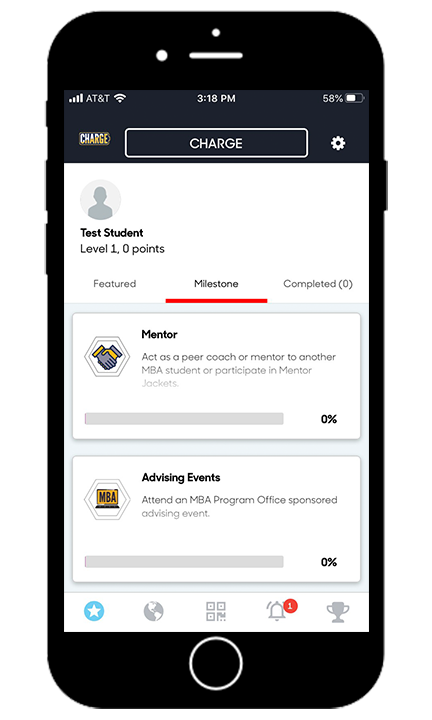 AT&T 3:18 PM 58%
CHARGE CHARGE
Test Student
Level 1, 0 points
Featured Milestone Completed (0)
Mentor
Act as a peer coach or mentor to another
MBA student or participate in Mentor
Jackets.
0%
Advising Events
MBA
Attend an MBA Program Office sponsored
advising event.
0%
1